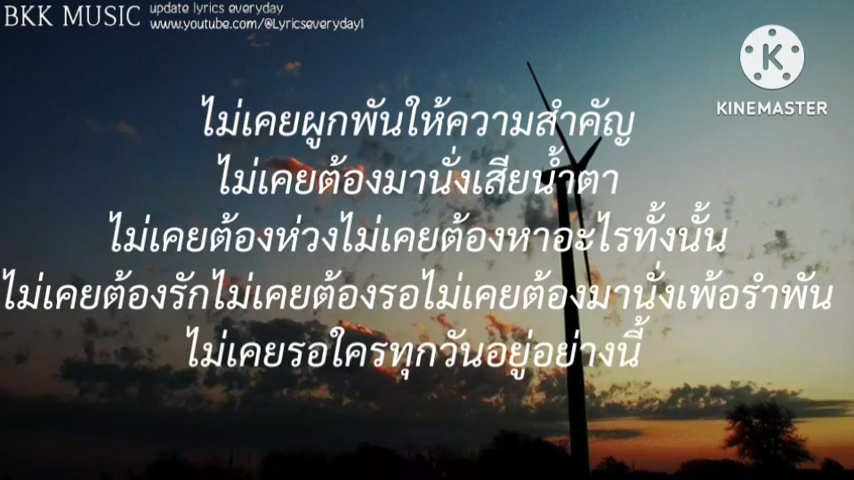 BKK MUSIC
update lyrics everyday
www.youtube.com/@Lyricseveryday1
KINEMASTER
ไม่เคยผูกพันให้ความสำคัญ
ไม่เคยต้องมานั่งเสียน้ำตา
ไม่เคยต้องห่วงไม่เคยต้องหาอะไรทั้งนั้น
ไม่เคยต้องรักไม่เคยต้องรอไม่เคยต้องมานั่งเพ้อรำพัน
ไม่เคยรอใครทุกวันอยู่อย่างนี้